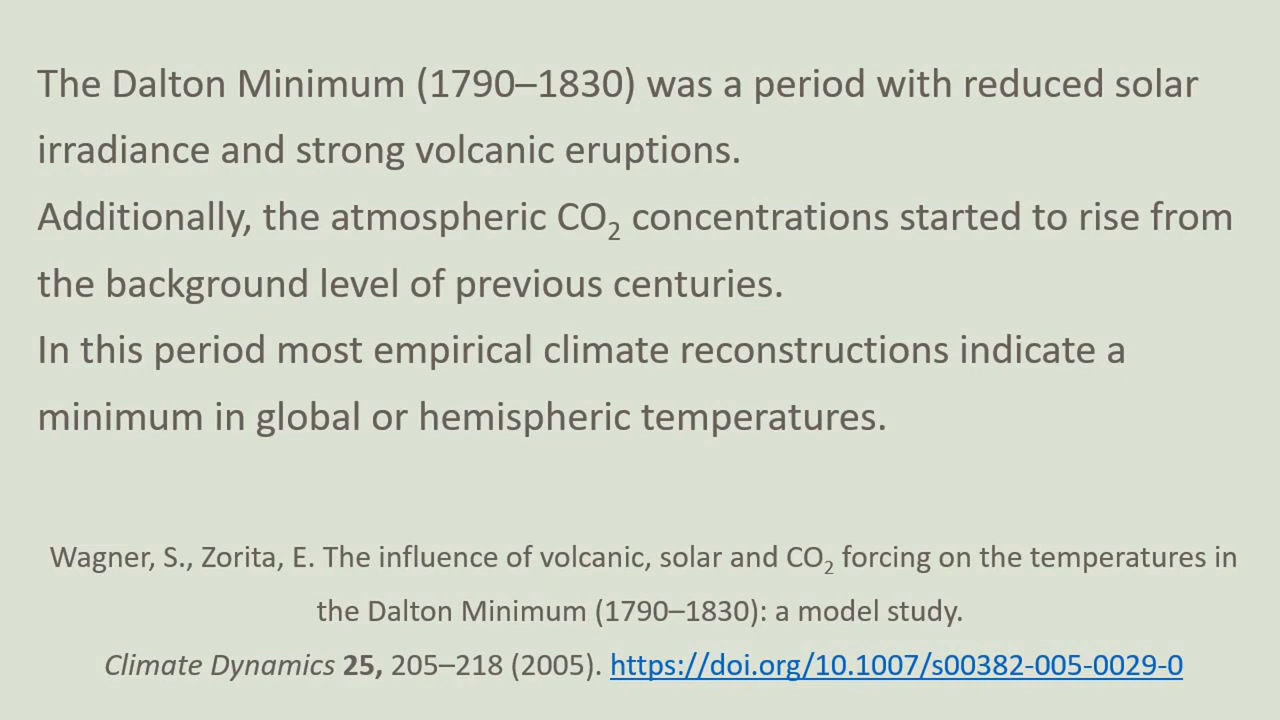 The Dalton Minimum (1790–1830) was a period with reduced solar
irradiance and strong volcanic eruptions.
Additionally, the atmospheric CO₂ concentrations started to rise from
the background level of previous centuries.
In this period most empirical climate reconstructions indicate a
minimum in global or hemispheric temperatures.
Wagner, S., Zorita, E. The influence of volcanic, solar and CO₂ forcing on the temperatures in
the Dalton Minimum (1790–1830): a model study.
Climate Dynamics 25, 205–218 (2005). https://doi.org/10.1007/s00382-005-0029-0